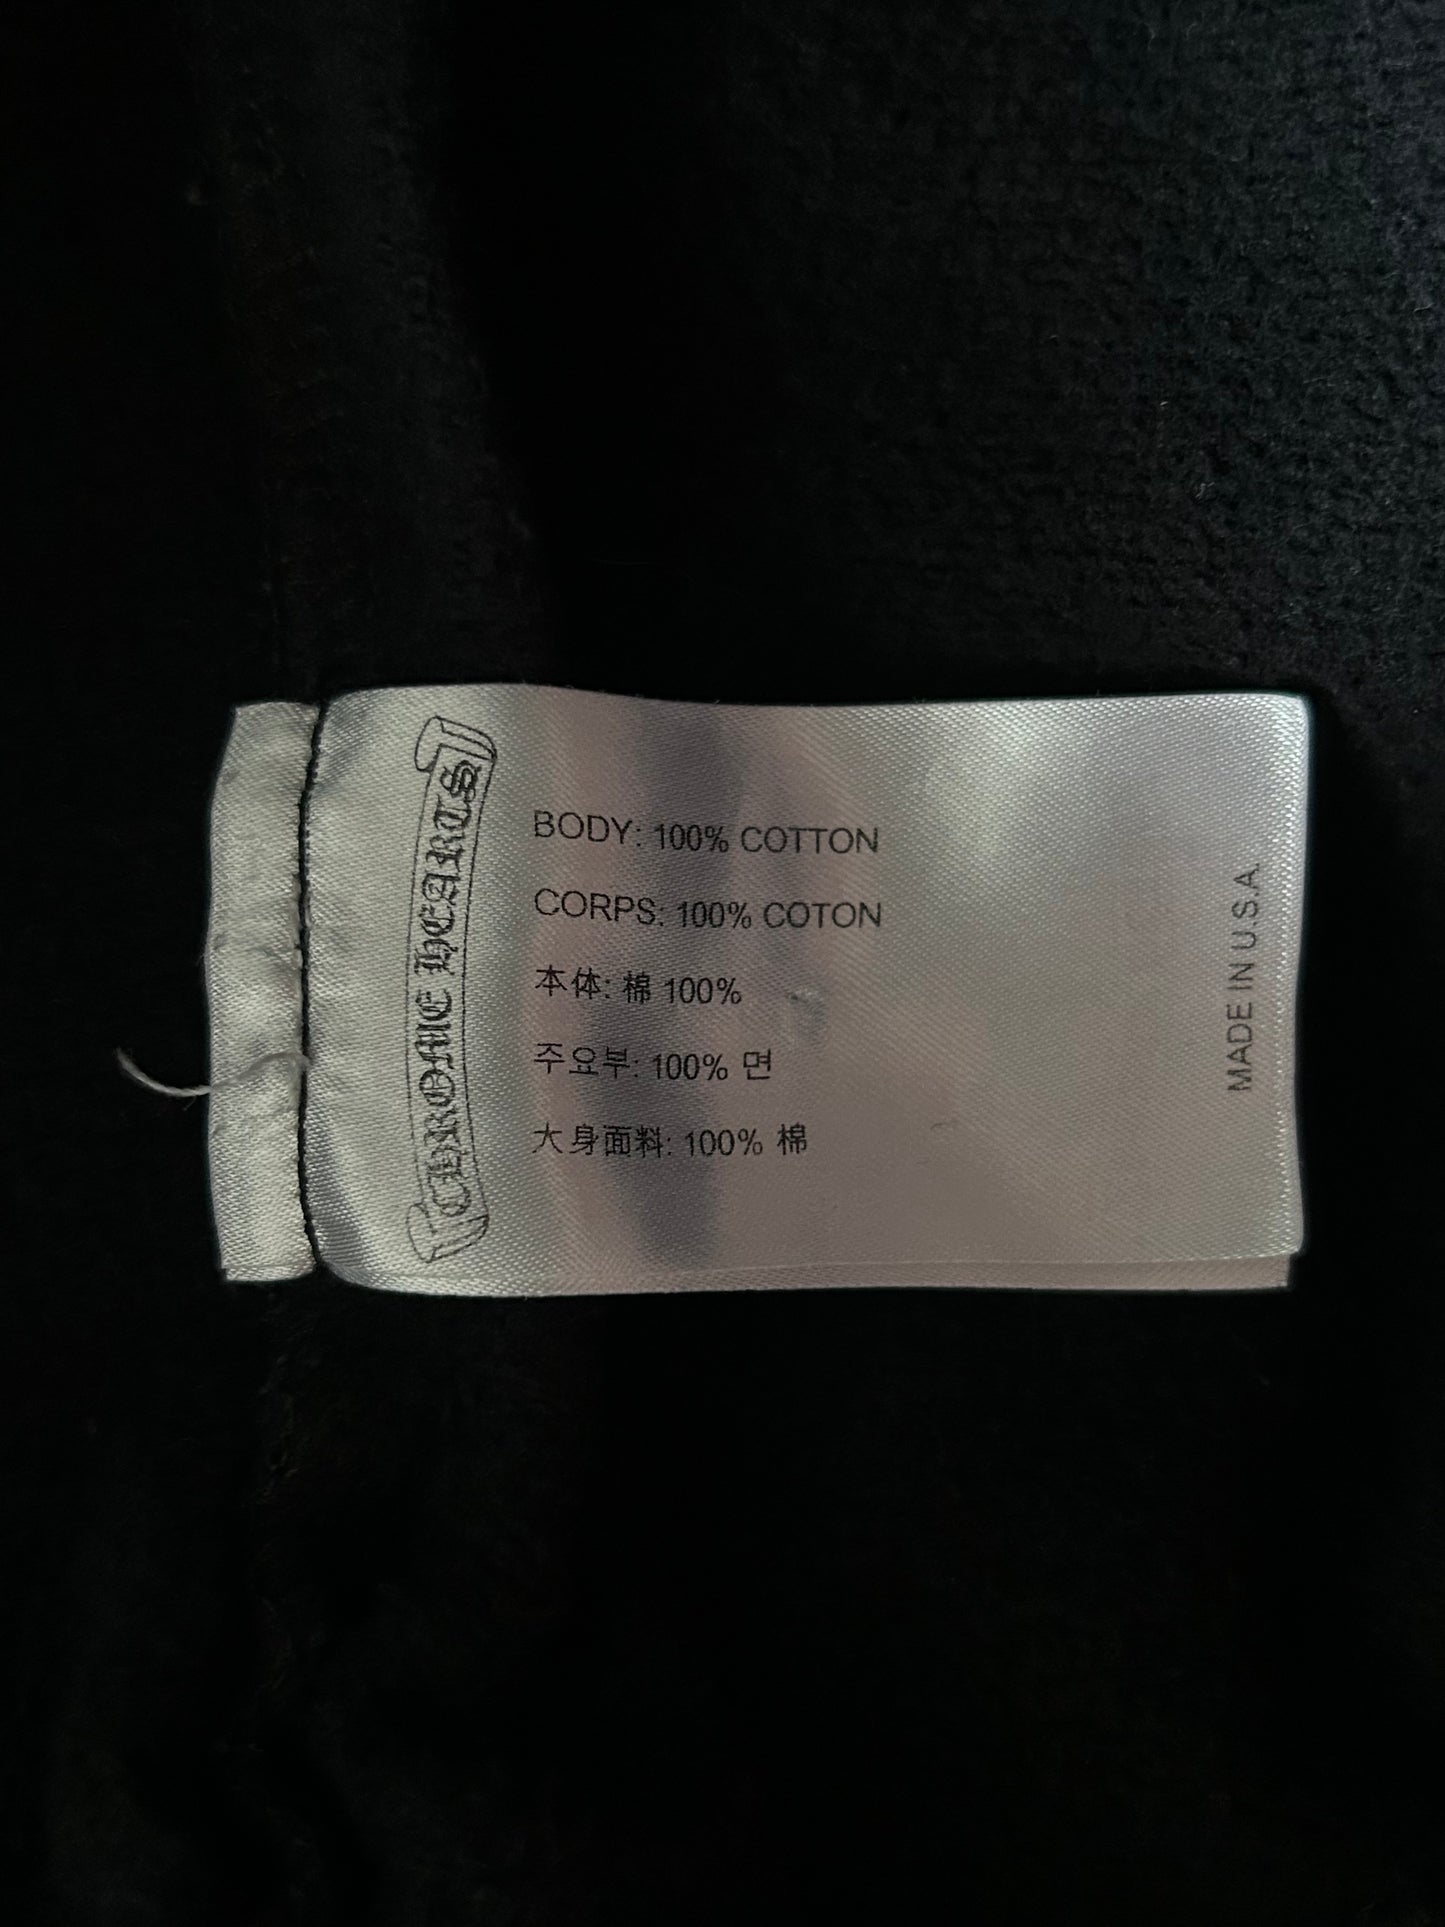 CHROME HEARTS
BODY: 100% COTTON
CORPS: 100% COTON
本体: 棉 100%
주요부: 100% 면
大身面料: 100% 棉
MADE IN U.S.A.